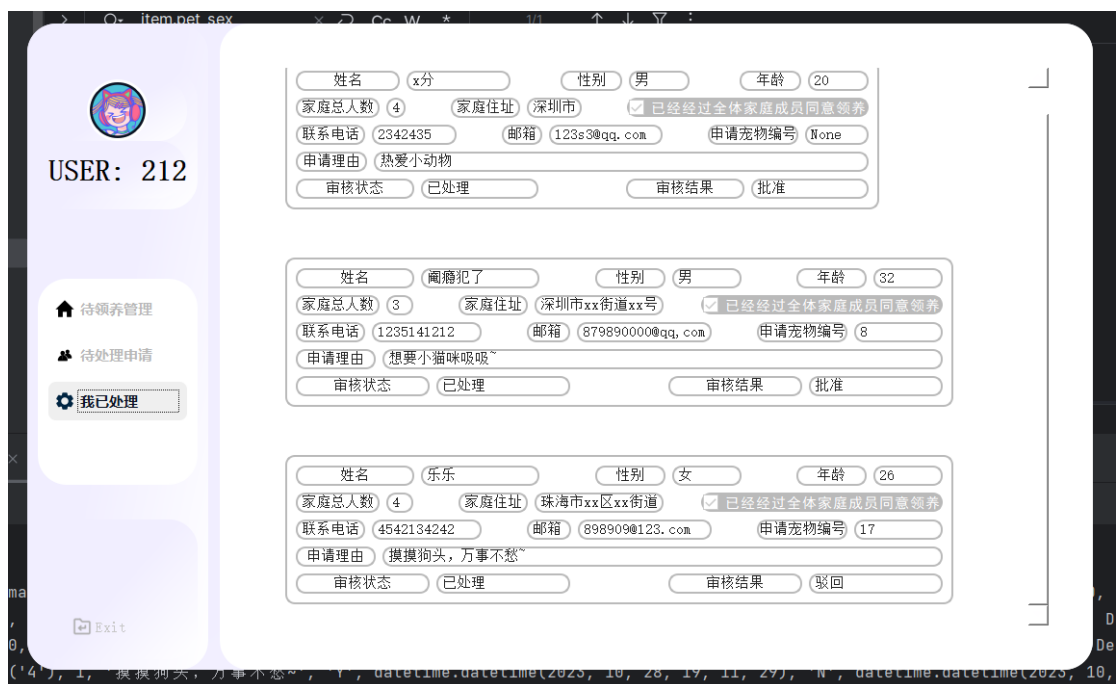 item.pet_sex Cc W * 1/1
USER: 212
待领养管理
待处理申请
我已处理
Exit
姓名 x分 性别 男 年龄 20
家庭总人数 4 家庭住址 深圳市 已经经过全体家庭成员同意领养
联系电话 2342435 邮箱 123s3@qq.com 申请宠物编号 None
申请理由 热爱小动物
审核状态 已处理 审核结果 批准
姓名 阉瘾犯了 性别 男 年龄 32
家庭总人数 3 家庭住址 深圳市xx街道xx号 已经经过全体家庭成员同意领养
联系电话 1235141212 邮箱 879890000@qq,com 申请宠物编号 8
申请理由 想要小猫咪吸吸~
审核状态 已处理 审核结果 批准
姓名 乐乐 性别 女 年龄 26
家庭总人数 4 家庭住址 珠海市xx区xx街道 已经经过全体家庭成员同意领养
联系电话 4542134242 邮箱 898909@123.com 申请宠物编号 17
申请理由 摸摸狗头，万事不愁~
审核状态 已处理 审核结果 驳回
ma
, D
0, De
('4'), 1, '摸摸狗头，万事不愁~', 'Y', datetime.datetime(2023, 10, 28, 19, 11, 29), 'N', datetime.datetime(2023, 10,